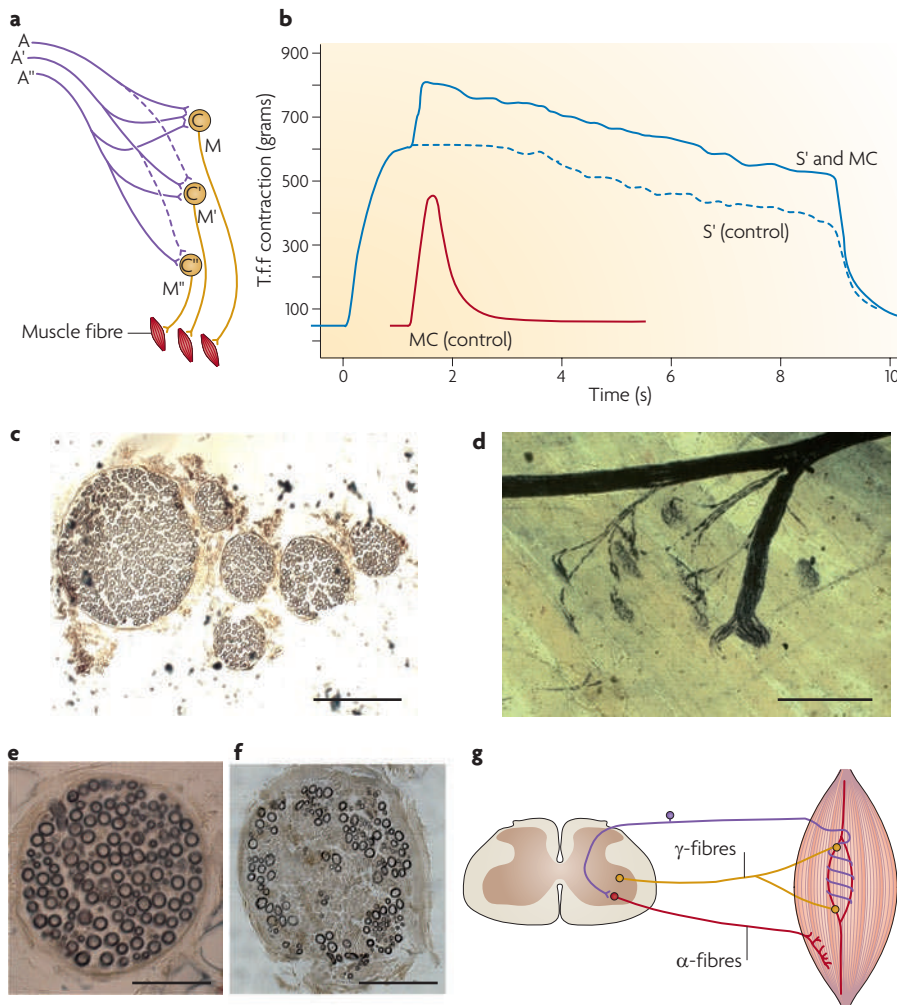 a
A
A'
A"
C
M
C'
M'
C"
M"
Muscle fibre
b
T.f.f contraction (grams)
900
700
500
300
100
S' and MC
S' (control)
MC (control)
0
2
4
6
8
10
Time (s)
c
d
e
f
g
γ-fibres
α-fibres